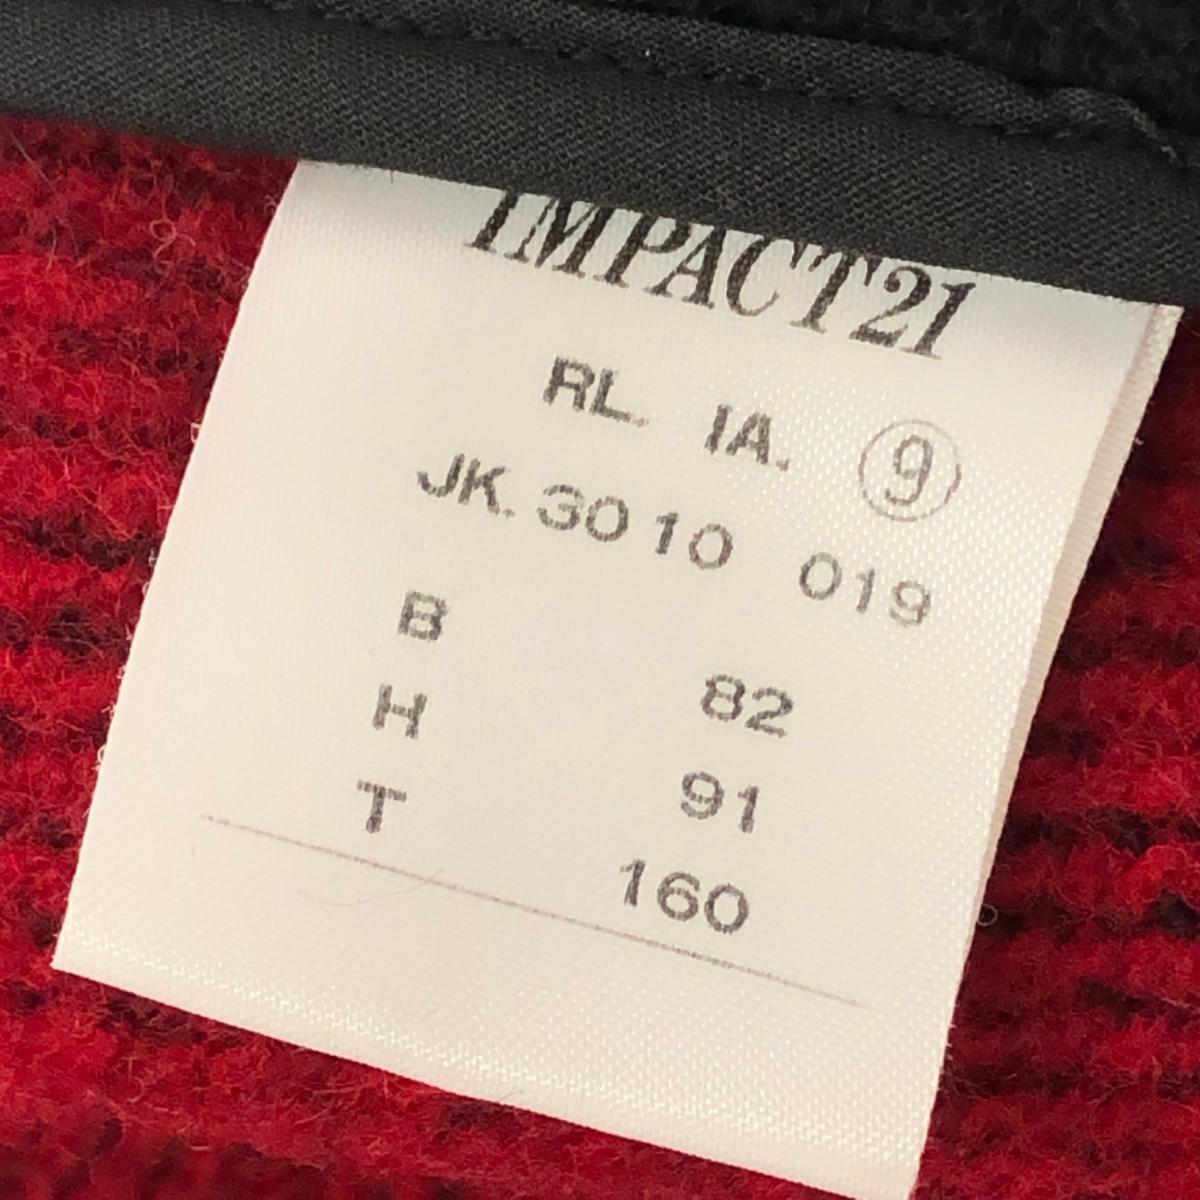 IMPACT21
RL. IA. ⑨
JK. 3010 019
B 82
H 91
T 160